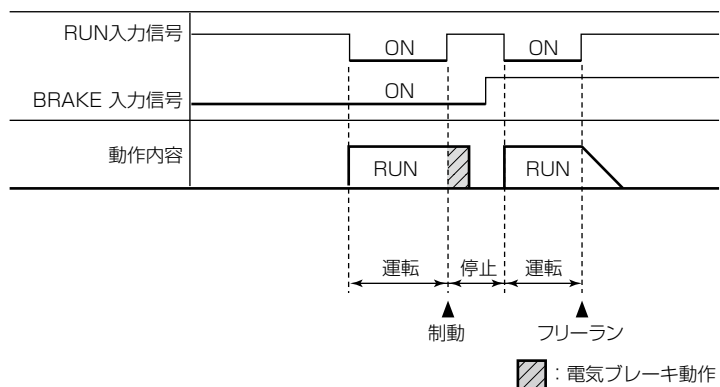 RUN入力信号
ON
ON
BRAKE 入力信号
ON
動作内容
RUN
RUN
運転
停止
運転
制動
フリーラン
：電気ブレーキ動作